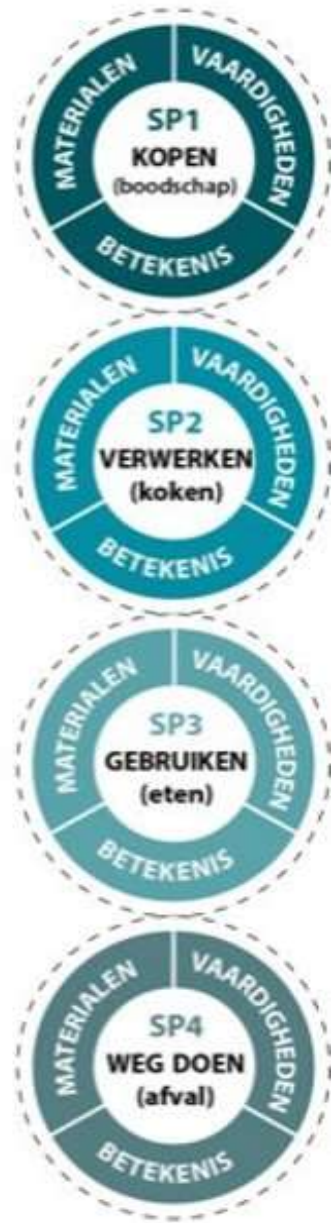 MATERIALEN
VAARDIGHEDEN
SP1
KOPEN
(boodschap)
BETEKENIS
MATERIALEN
VAARDIGHEDEN
SP2
VERWERKEN
(koken)
BETEKENIS
MATERIALEN
VAARDIGHEDEN
SP3
GEBRUIKEN
(eten)
BETEKENIS
MATERIALEN
VAARDIGHEDEN
SP4
WEG DOEN
(afval)
BETEKENIS